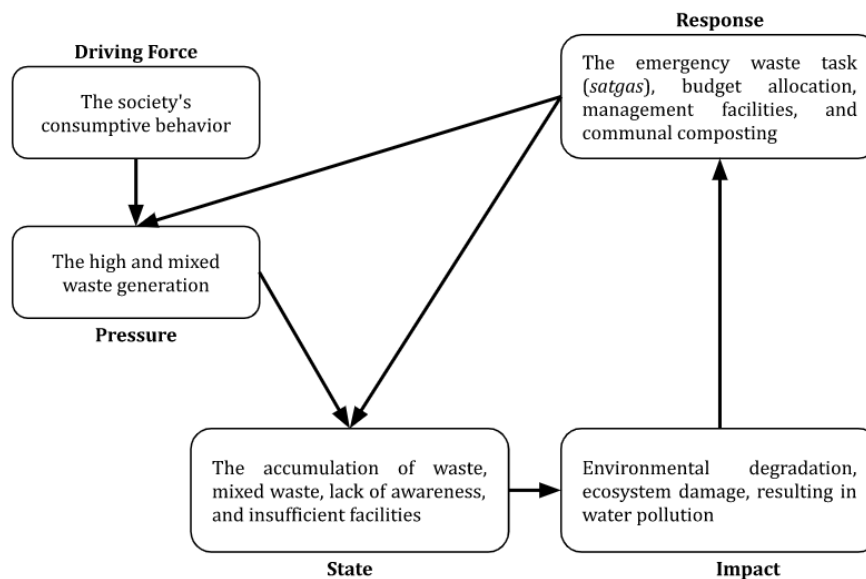 Driving Force
The society's
consumptive behavior
Response
The emergency waste task
(satgas), budget allocation,
management facilities, and
communal composting
The high and mixed
waste generation
Pressure
The accumulation of waste,
mixed waste, lack of awareness,
and insufficient facilities
State
Environmental degradation,
ecosystem damage, resulting in
water pollution
Impact